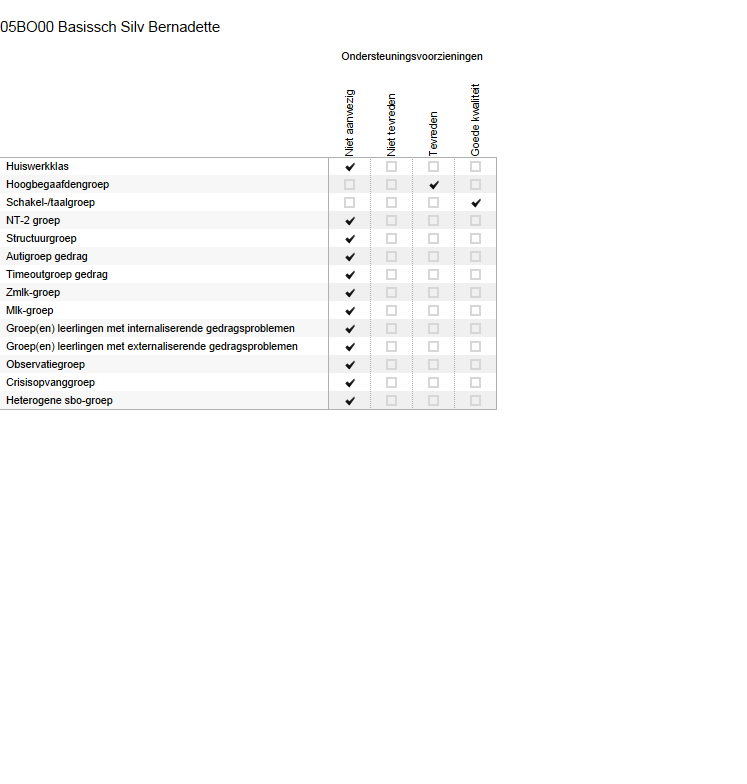 05BO00 Basissch Silv Bernadette
Ondersteuningsvoorzieningen
Niet aanwezig
Niet tevreden
Tevreden
Goede kwaliteit
Huiswerkklas
Hoogbegaafdengroep
Schakel-/taalgroep
NT-2 groep
Structuurgroep
Autigroep gedrag
Timeoutgroep gedrag
Zmlk-groep
Mlk-groep
Groep(en) leerlingen met internaliserende gedragsproblemen
Groep(en) leerlingen met externaliserende gedragsproblemen
Observatiegroep
Crisisopvanggroep
Heterogene sbo-groep